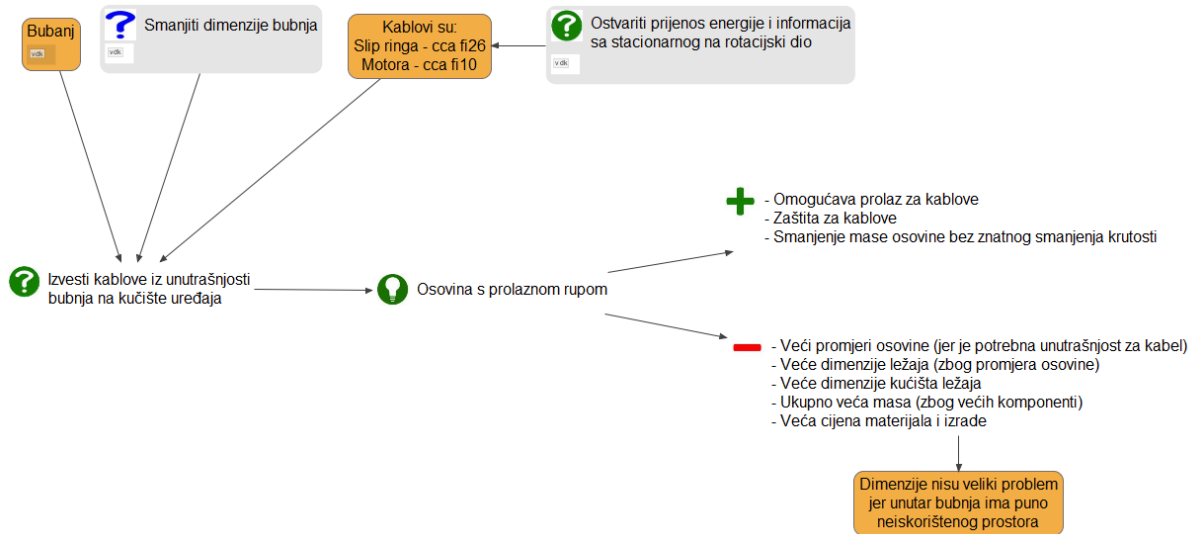 Bubanj
vdk
Smanjiti dimenzije bubnja
vdk
Kablovi su:
Slip ringa - cca fi26
Motora - cca fi10
Ostvariti prijenos energije i informacija
sa stacionarnog na rotacijski dio
vdk
Izvesti kablove iz unutrašnjosti
bubnja na kučište uređaja
Osovina s prolaznom rupom
- Omogućava prolaz za kablove
- Zaštita za kablove
- Smanjenje mase osovine bez znatnog smanjenja krutosti
- Veći promjeri osovine (jer je potrebna unutrašnjost za kabel)
- Veće dimenzije ležaja (zbog promjera osovine)
- Veće dimenzije kućišta ležaja
- Ukupno veća masa (zbog većih komponenti)
- Veća cijena materijala i izrade
Dimenzije nisu veliki problem
jer unutar bubnja ima puno
neiskorištenog prostora